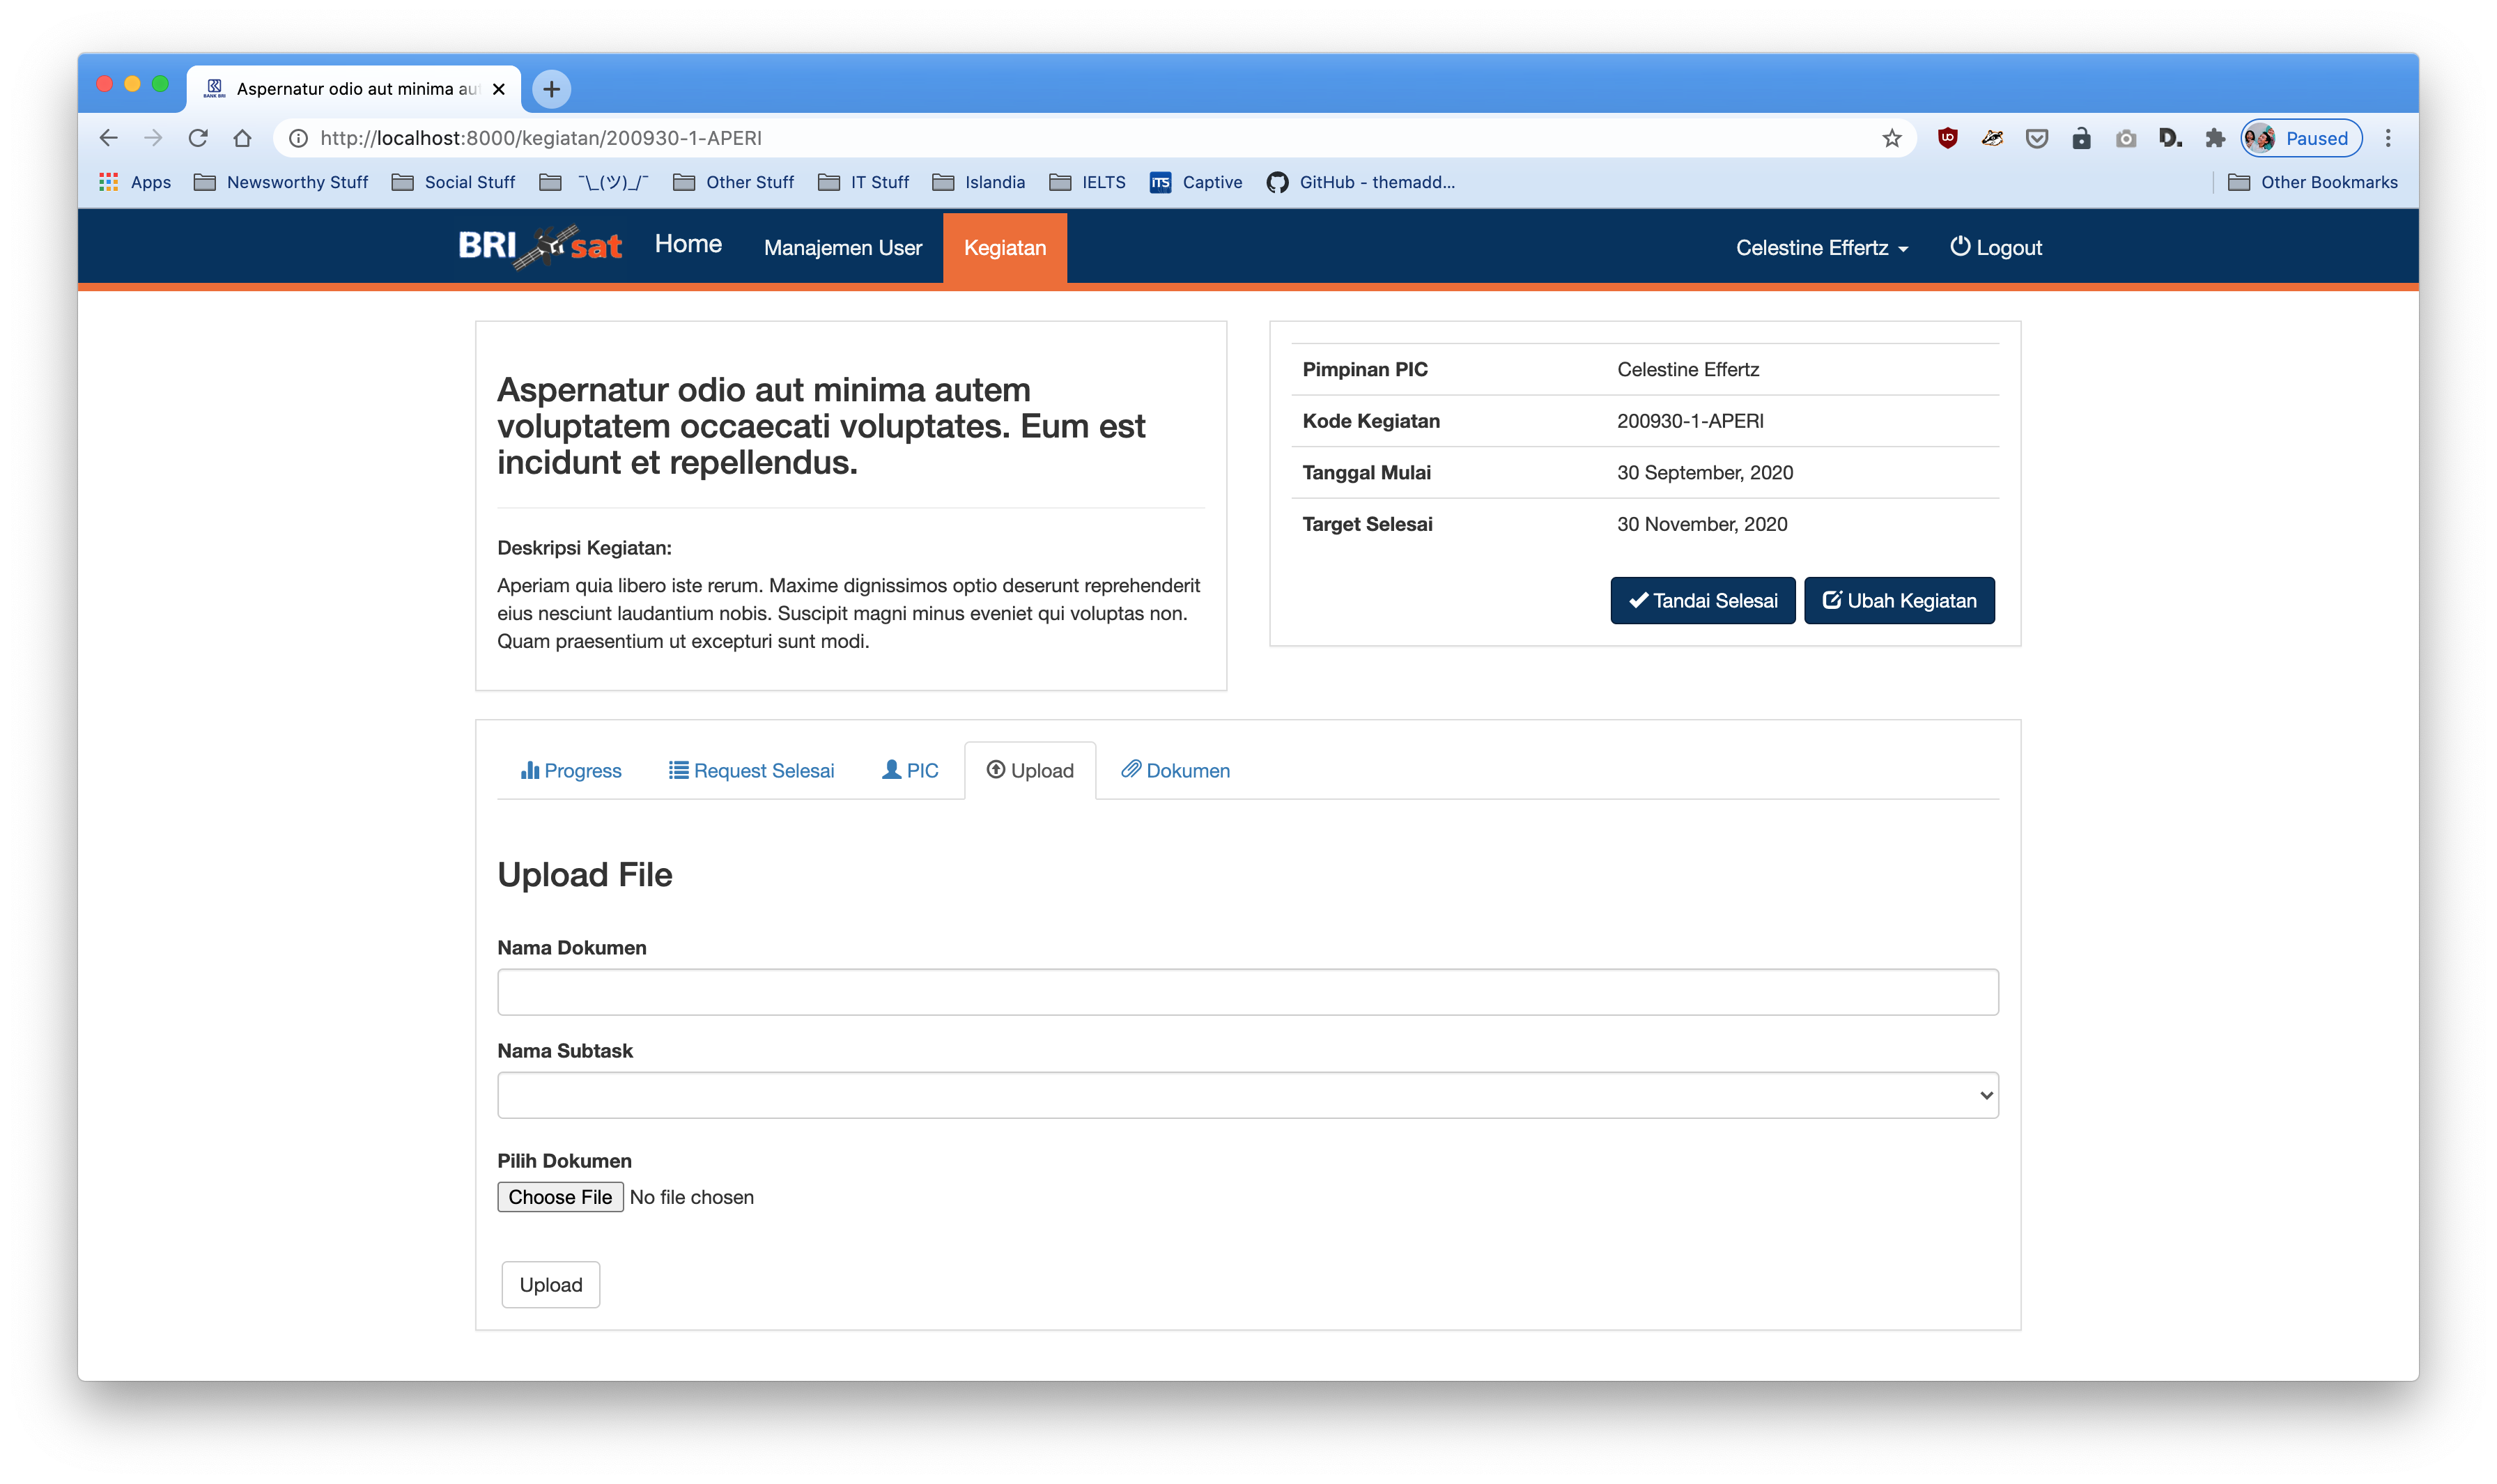 Aspernatur odio aut minima au
http://localhost:8000/kegiatan/200930-1-APERI
Paused
Apps
Newsworthy Stuff
Social Stuff
¯\_(ツ)_/¯
Other Stuff
IT Stuff
Islandia
IELTS
ITS
Captive
GitHub - themadd...
Other Bookmarks
BRI sat
Home
Manajemen User
Kegiatan
Celestine Effertz
Logout
Aspernatur odio aut minima autem
voluptatem occaecati voluptates. Eum est
incidunt et repellendus.
Deskripsi Kegiatan:
Aperiam quia libero iste rerum. Maxime dignissimos optio deserunt reprehenderit
eius nesciunt laudantium nobis. Suscipit magni minus eveniet qui voluptas non.
Quam praesentium ut excepturi sunt modi.
Pimpinan PIC Celestine Effertz
Kode Kegiatan 200930-1-APERI
Tanggal Mulai 30 September, 2020
Target Selesai 30 November, 2020
Tandai Selesai
Ubah Kegiatan
Progress
Request Selesai
PIC
Upload
Dokumen
Upload File
Nama Dokumen
Nama Subtask
Pilih Dokumen
Choose File No file chosen
Upload